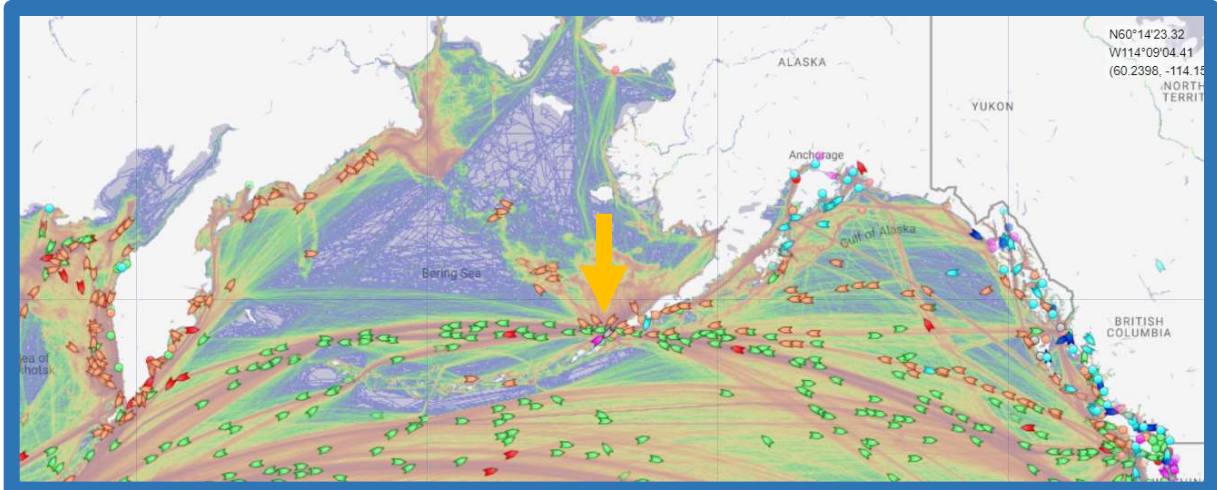 N60°14'23.32
W114°09'04.41
(60.2398, -114.15
ALASKA
NORTH
TERRIT
YUKON
Anchorage
Gulf of Alaska
Bering Sea
BRITISH
COLUMBIA
ea of
khotsk